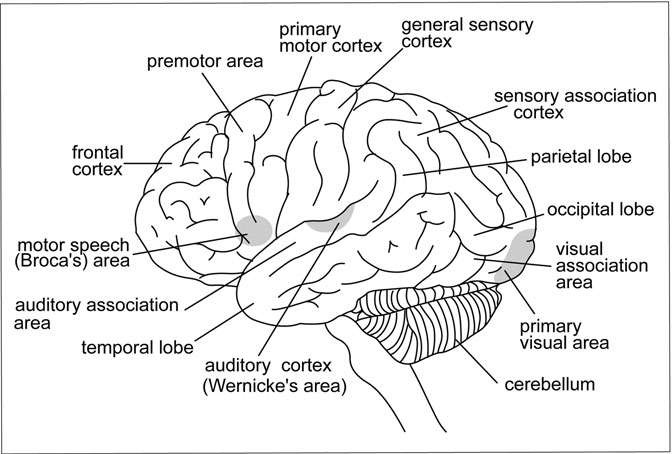 primary
motor cortex
general sensory
cortex
premotor area
sensory association
cortex
frontal
cortex
parietal lobe
occipital lobe
motor speech
(Broca's) area
visual
association
area
auditory association
area
primary
visual area
temporal lobe
auditory cortex
(Wernicke's area)
cerebellum